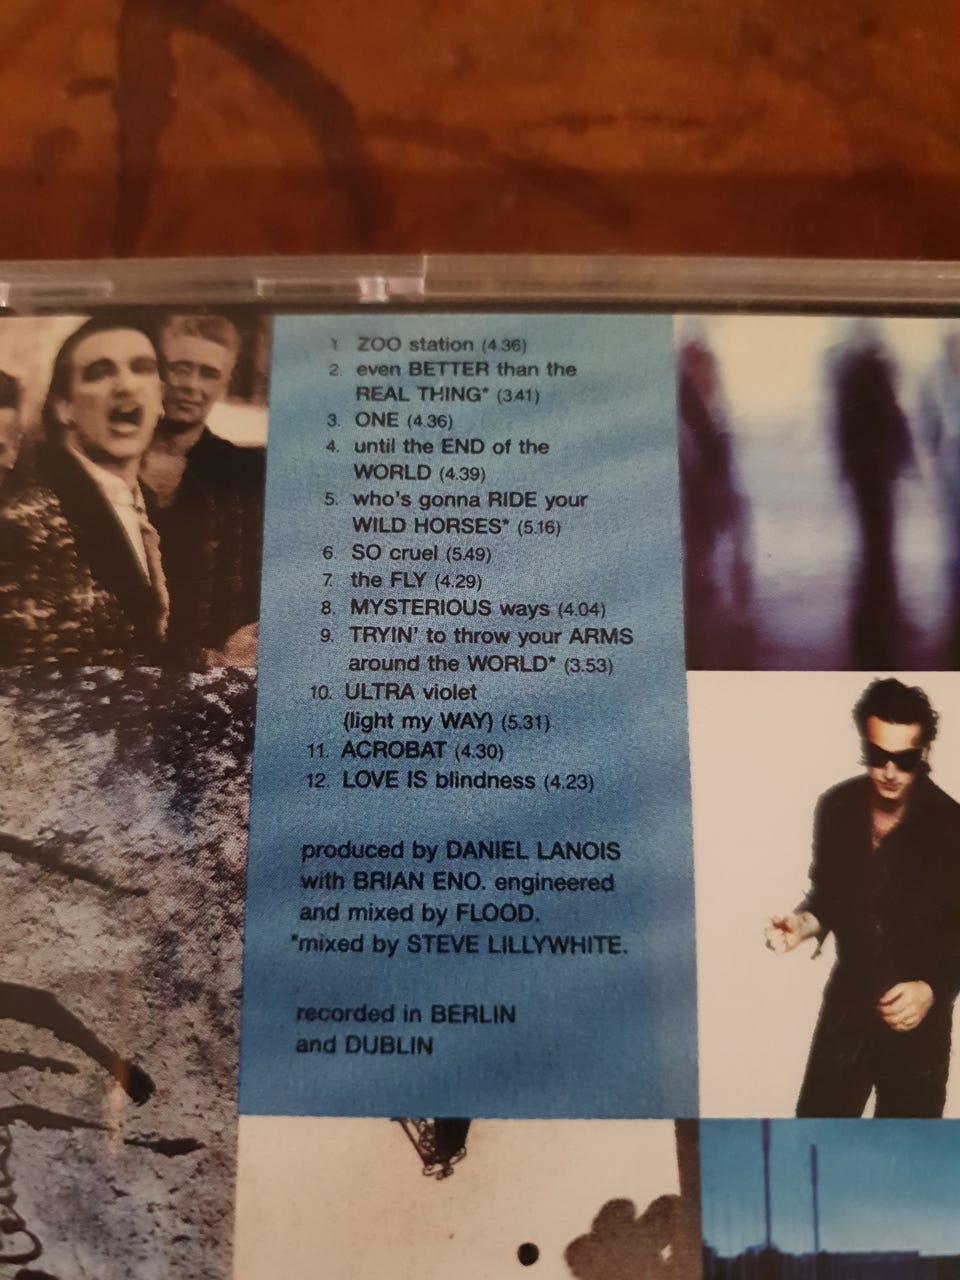 1 ZOO station (4.36)
2. even BETTER than the
REAL THING* (3.41)
3. ONE (4.36)
4. until the END of the
WORLD (4.39)
5. who's gonna RIDE your
WILD HORSES* (5.16)
6. SO cruel (5.49)
7. the FLY (4.29)
8. MYSTERIOUS ways (4.04)
9. TRYIN' to throw your ARMS
around the WORLD* (3.53)
10. ULTRA violet
(light my WAY) (5.31)
11. ACROBAT (4.30)
12. LOVE IS blindness (4.23)
produced by DANIEL LANOIS
with BRIAN ENO. engineered
and mixed by FLOOD.
*mixed by STEVE LILLYWHITE.
recorded in BERLIN
and DUBLIN